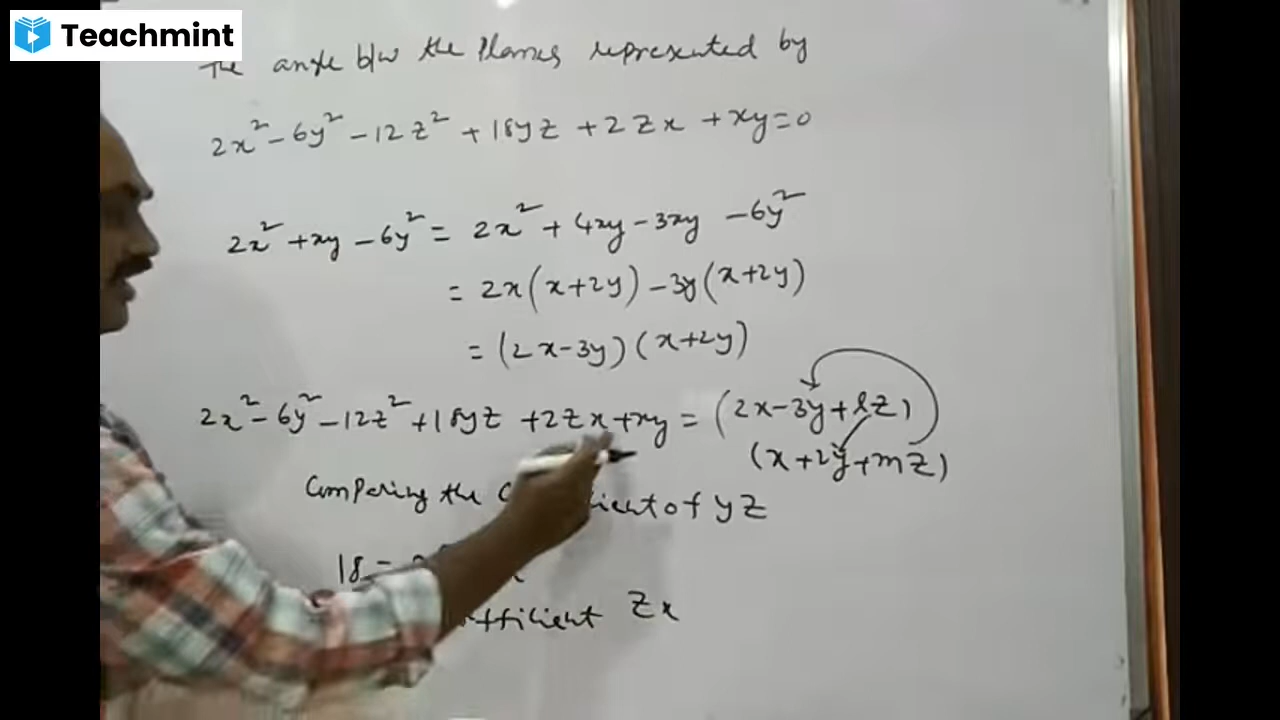 Teachmint
The angle b/w the Planes represented by
2x² - 6y² - 12z² + 18yz + 2zx + xy = 0
2x² + xy - 6y² = 2x² + 4xy - 3xy - 6y²
= 2x(x+2y) - 3y(x+2y)
= (2x-3y)(x+2y)
2x² - 6y² - 12z² + 18yz + 2zx + xy = (2x-3y+lz)
(x+2y+mz)
Comparing the of yz
18 =
zx